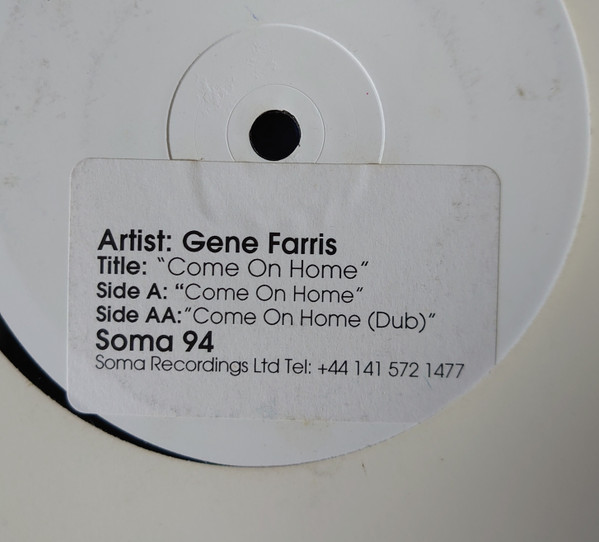 Artist: Gene Farris
Title: “Come On Home”
Side A: “Come On Home”
Side AA:”Come On Home (Dub)”
Soma 94
Soma Recordings Ltd Tel: +44 141 572 1477